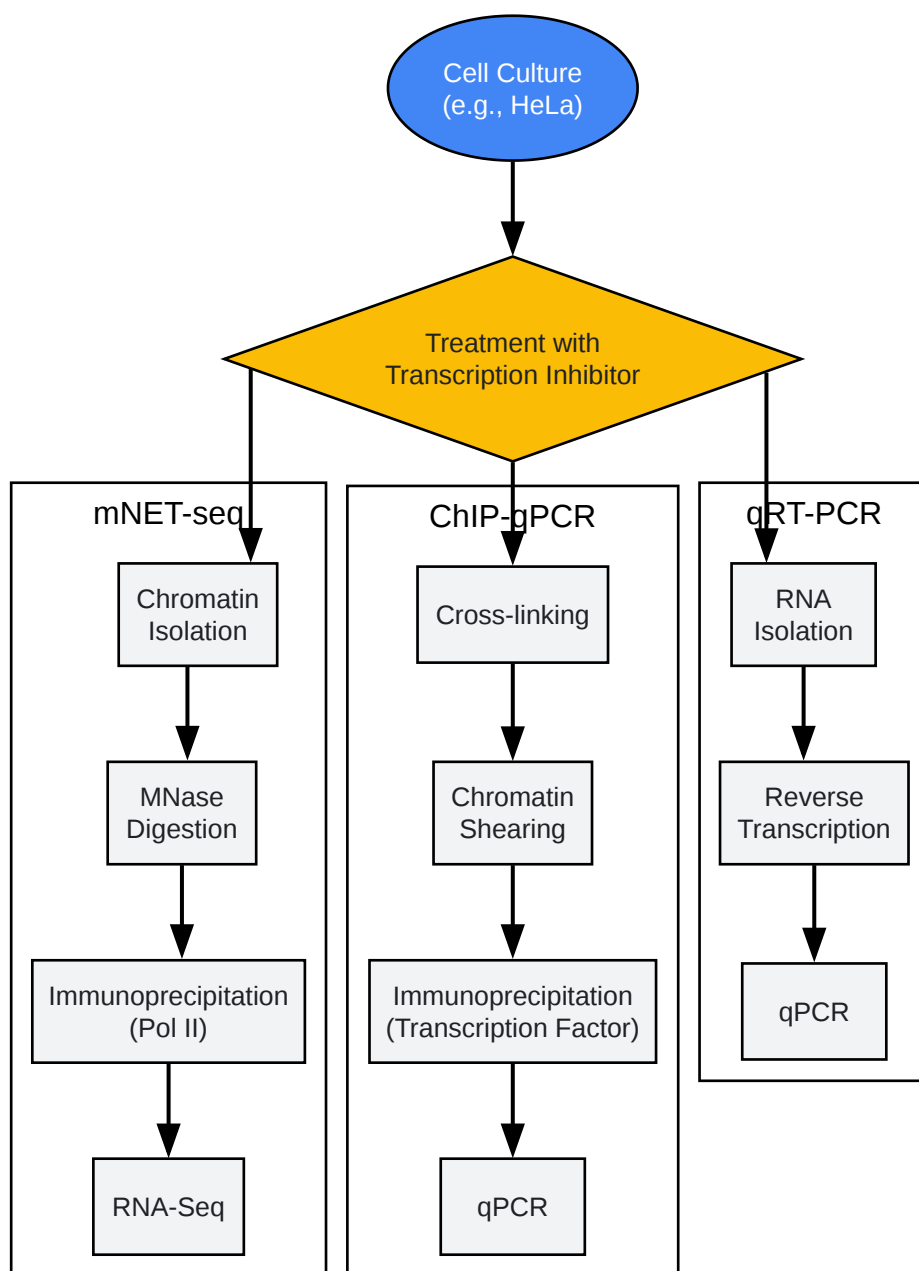 Cell Culture
(e.g., HeLa)
Treatment with
Transcription Inhibitor
mNET-seq
Chromatin
Isolation
MNase
Digestion
Immunoprecipitation
(Pol II)
RNA-Seq
ChIP-qPCR
Cross-linking
Chromatin
Shearing
Immunoprecipitation
(Transcription Factor)
qPCR
qRT-PCR
RNA
Isolation
Reverse
Transcription
qPCR